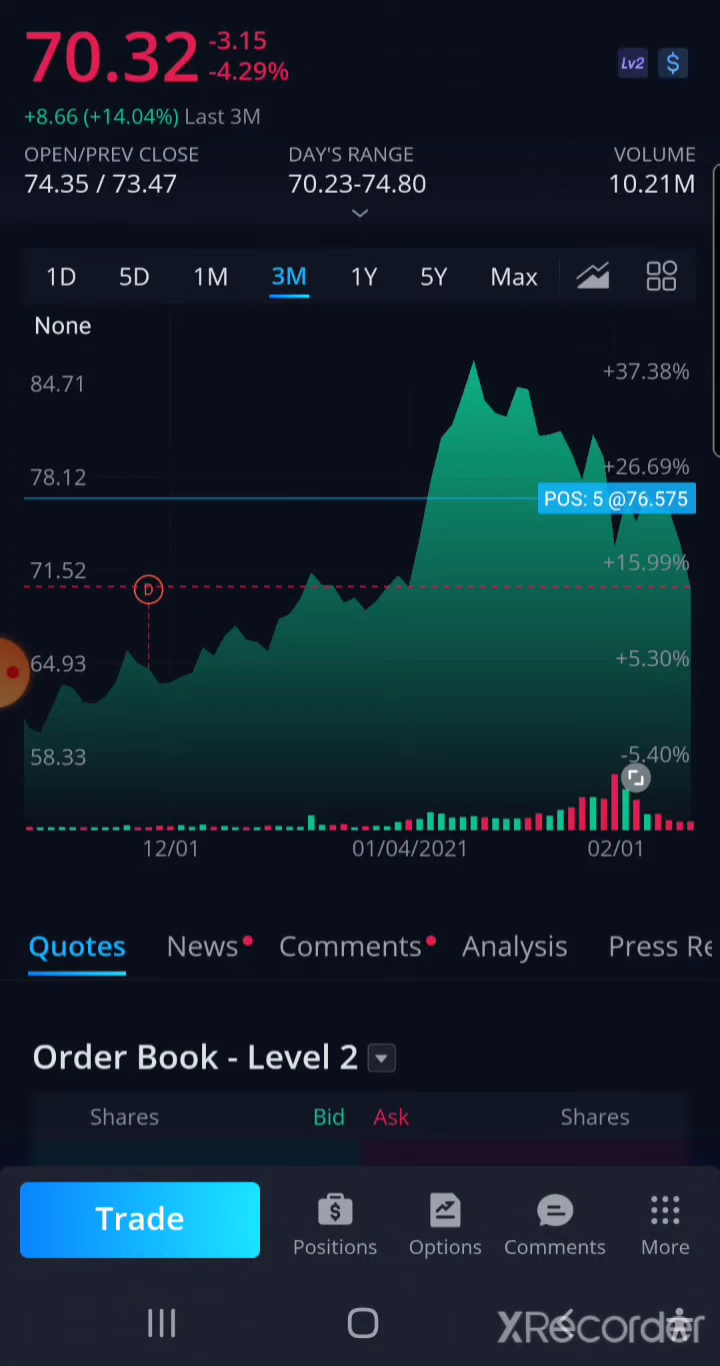 70.32 -3.15
-4.29%
Lv2 $
+8.66 (+14.04%) Last 3M
OPEN/PREV CLOSE DAY'S RANGE VOLUME
74.35 / 73.47 70.23-74.80 10.21M
1D 5D 1M 3M 1Y 5Y Max
None
84.71 +37.38%
78.12 +26.69%
POS: 5 @76.575
71.52 +15.99%
D
64.93 +5.30%
58.33 -5.40%
12/01 01/04/2021 02/01
Quotes News Comments Analysis Press Re
Order Book - Level 2
Shares Bid Ask Shares
Trade
Positions Options Comments More
XRecorder